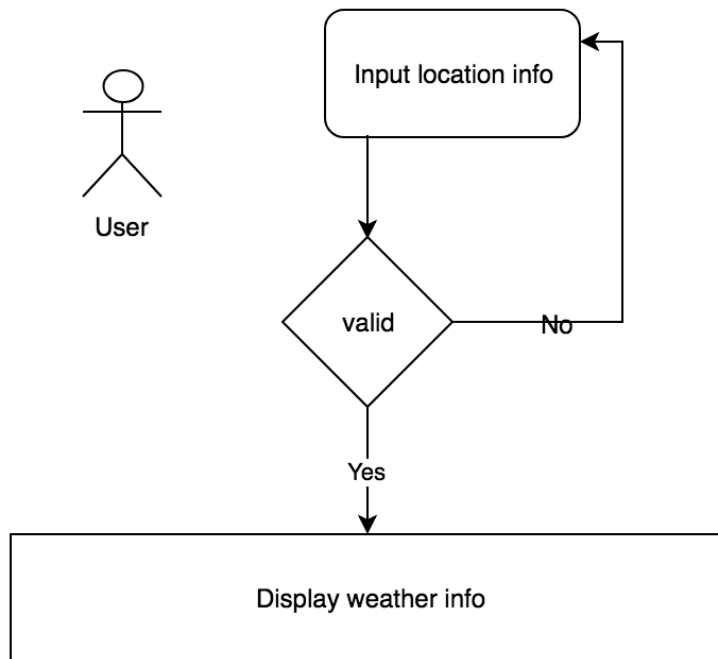 Input location info
User
valid
No
Yes
Display weather info